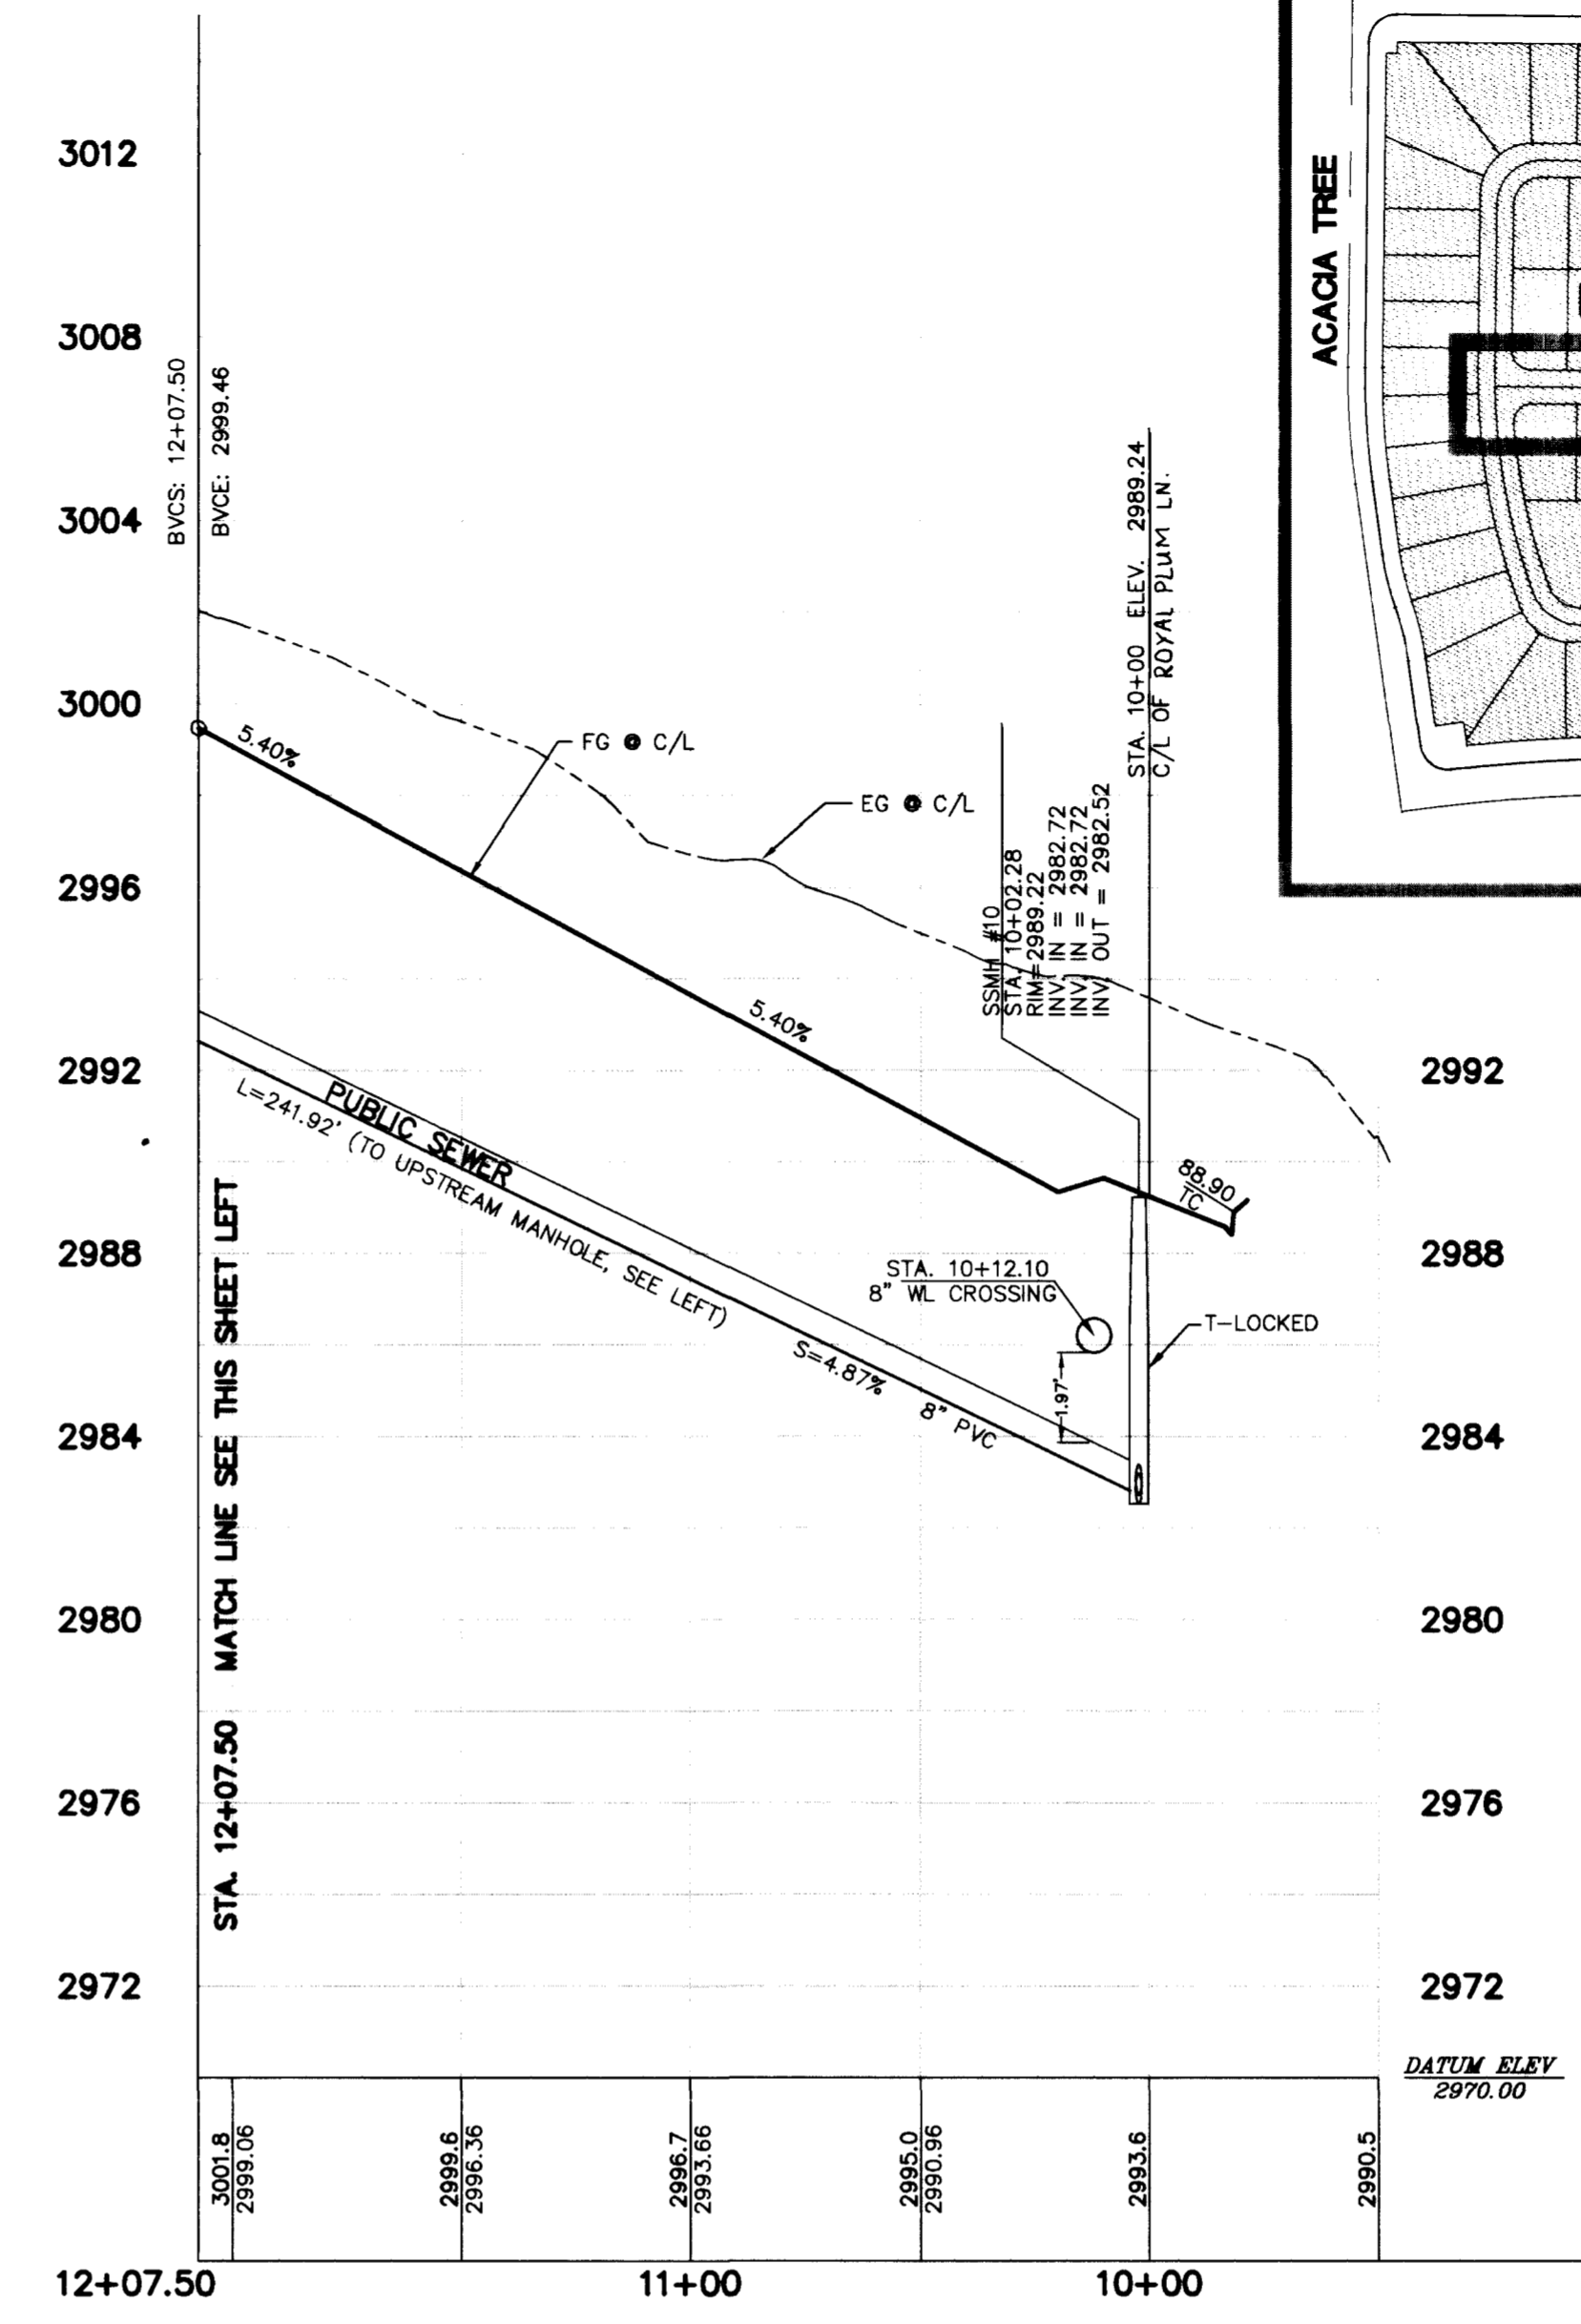 3012
3008
3004
3000
2996
2992
2988
2984
2980
2976
2972
BVCS: 12+07.50
BVCE: 2999.46
ACACIA TREE
5.40%
FG @ C/L
EG @ C/L
5.40%
SSMH #10
STA. 10+02.28
RIM=2989.22
INV. IN = 2982.72
INV. IN = 2982.72
INV. OUT = 2982.52
STA. 10+00 ELEV. 2989.24
C/L OF ROYAL PLUM LN.
PUBLIC SEWER
L=241.92' (TO UPSTREAM MANHOLE, SEE LEFT)
S=4.87%
8" PVC
88.90
TC
STA. 10+12.10
8" WL CROSSING
1.97'
T-LOCKED
STA. 12+07.50 MATCH LINE SEE THIS SHEET LEFT
2992
2988
2984
2980
2976
2972
DATUM ELEV
2970.00
3001.8
2999.06
2999.6
2996.36
2996.7
2993.66
2995.0
2990.96
2993.6
2990.5
12+07.50
11+00
10+00